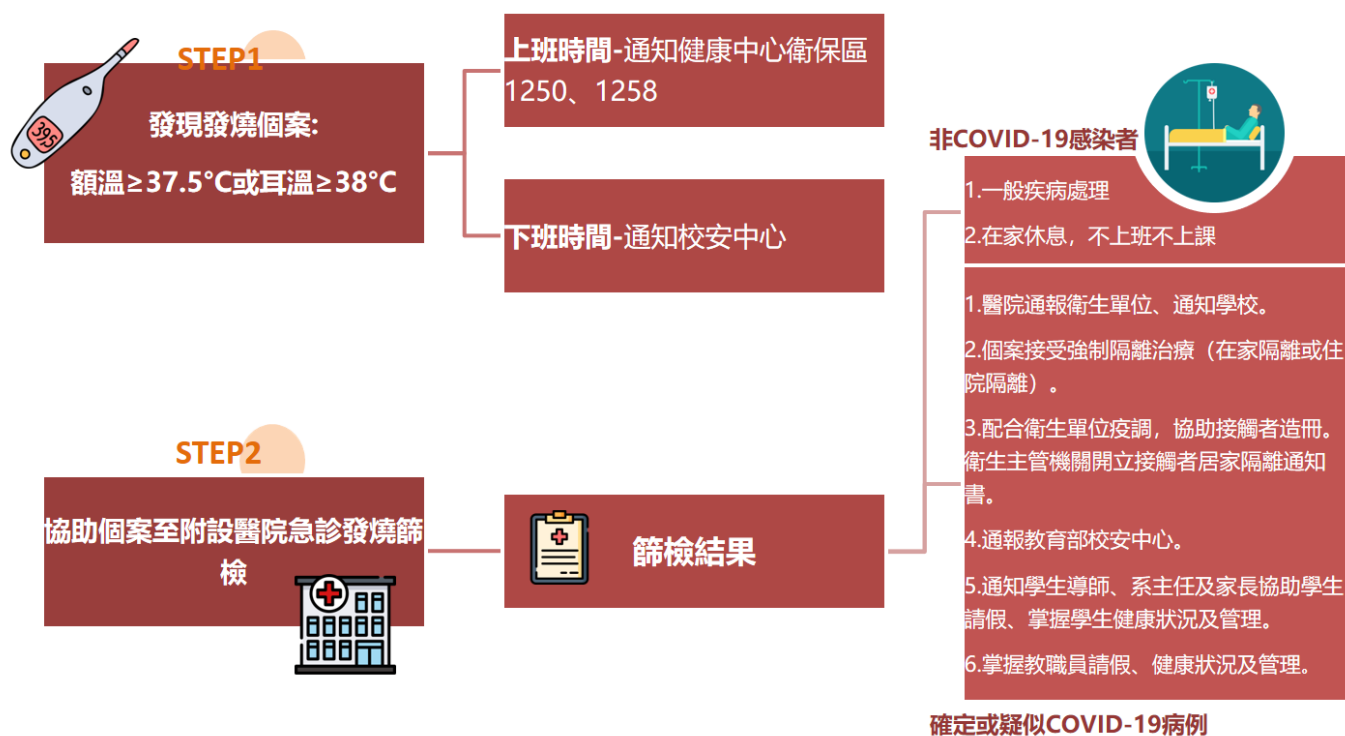 STEP1
發現發燒個案:
額溫≥37.5°C或耳溫≥38°C
39.5
上班時間-通知健康中心衛保區
1250、1258
下班時間-通知校安中心
STEP2
協助個案至附設醫院急診發燒篩
檢
篩檢結果
非COVID-19感染者
1.一般疾病處理
2.在家休息，不上班不上課
1.醫院通報衛生單位、通知學校。
2.個案接受強制隔離治療（在家隔離或住
院隔離）。
3.配合衛生單位疫調，協助接觸者造冊。
衛生主管機關開立接觸者居家隔離通知
書。
4.通報教育部校安中心。
5.通知學生導師、系主任及家長協助學生
請假、掌握學生健康狀況及管理。
6.掌握教職員請假、健康狀況及管理。
確定或疑似COVID-19病例